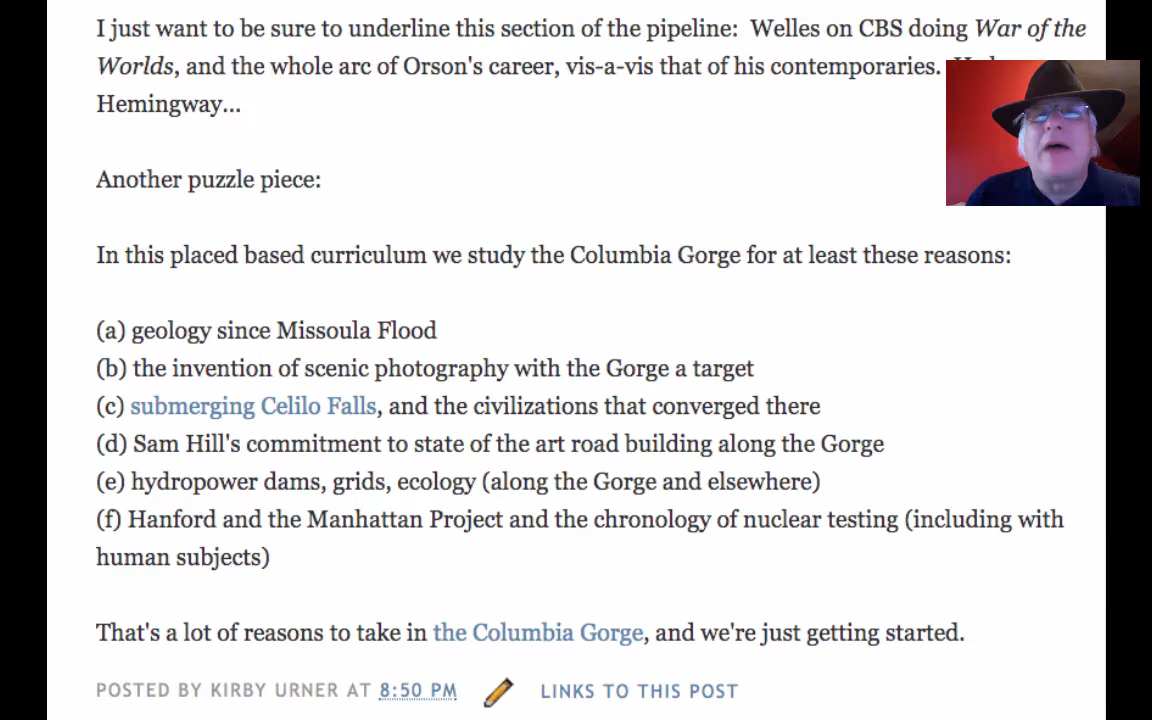 I just want to be sure to underline this section of the pipeline:  Welles on CBS doing War of the
Worlds, and the whole arc of Orson's career, vis-a-vis that of his contemporaries.
Hemingway...
Another puzzle piece:
In this placed based curriculum we study the Columbia Gorge for at least these reasons:
(a) geology since Missoula Flood
(b) the invention of scenic photography with the Gorge a target
(c) submerging Celilo Falls, and the civilizations that converged there
(d) Sam Hill's commitment to state of the art road building along the Gorge
(e) hydropower dams, grids, ecology (along the Gorge and elsewhere)
(f) Hanford and the Manhattan Project and the chronology of nuclear testing (including with
human subjects)
That's a lot of reasons to take in the Columbia Gorge, and we're just getting started.
POSTED BY KIRBY URNER AT 8:50 PM LINKS TO THIS POST